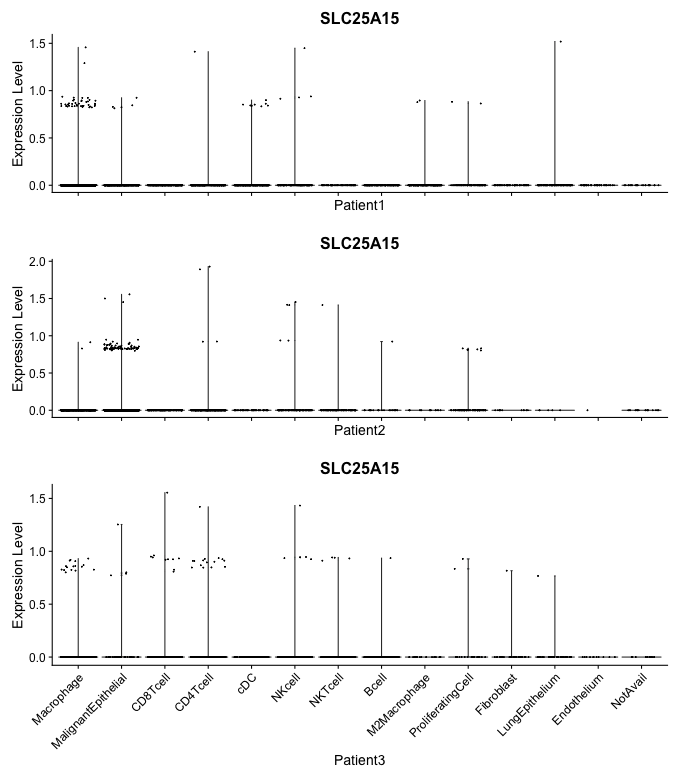 SLC25A15
Expression Level
1.5
1.0
0.5
0.0
Patient1
SLC25A15
Expression Level
2.0
1.5
1.0
0.5
0.0
Patient2
SLC25A15
Expression Level
1.5
1.0
0.5
0.0
Macrophage
MalignantEpithelial
CD8Tcell
CD4Tcell
cDC
NKcell
NKTcell
Bcell
M2Macrophage
ProliferatingCell
Fibroblast
LungEpithelium
Endothelium
NotAvail
Patient3